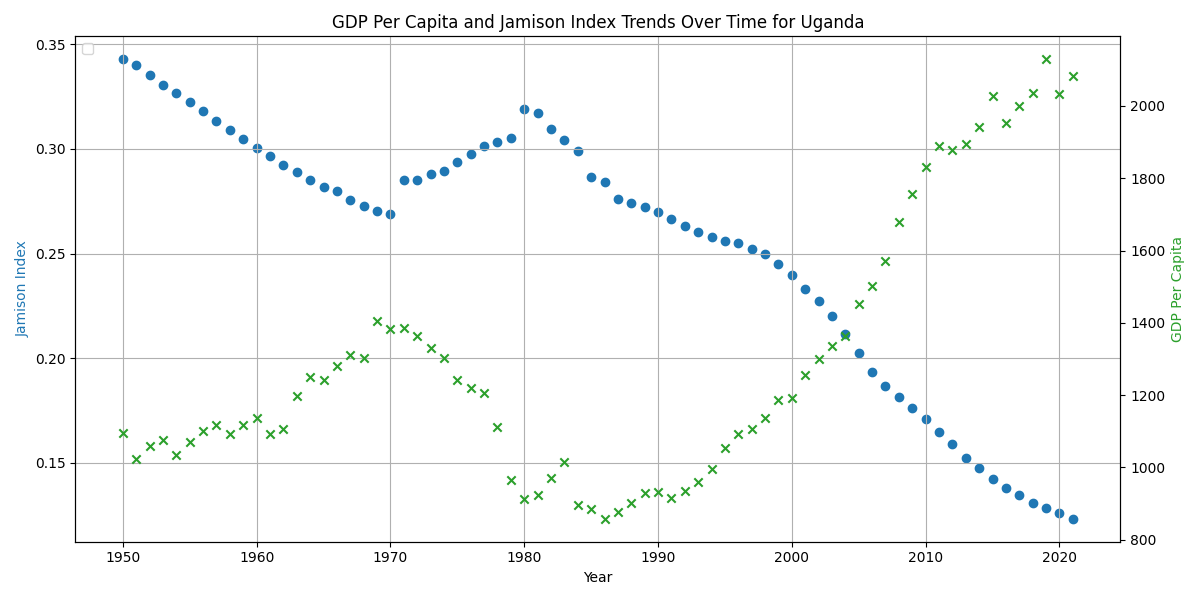 GDP Per Capita and Jamison Index Trends Over Time for Uganda
Jamison Index
0.35
0.30
0.25
0.20
0.15
2000
1800
1600
1400
1200
1000
800
GDP Per Capita
1950 1960 1970 1980 1990 2000 2010 2020
Year